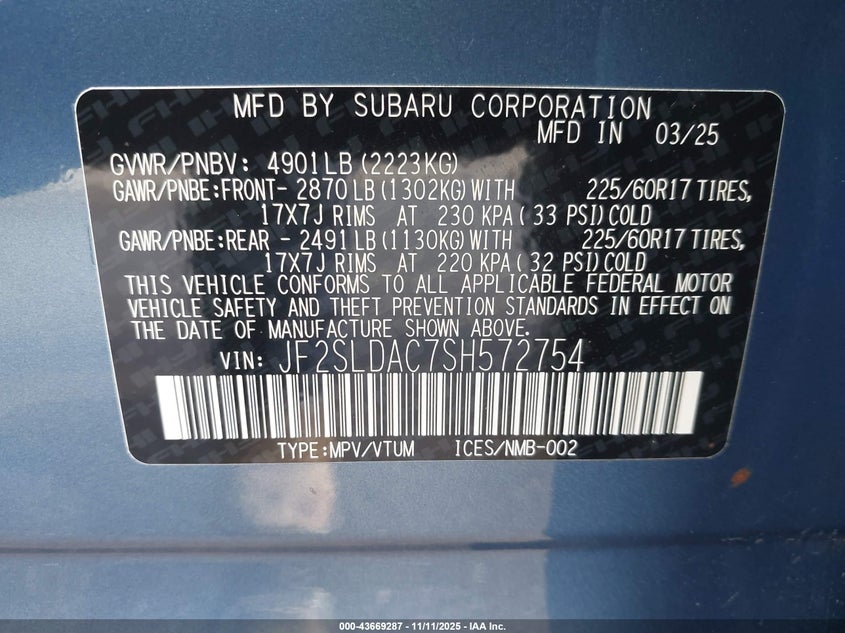 MFD BY SUBARU CORPORATION
MFD IN 03/25
GVWR/PNBV: 4901LB (2223KG)
GAWR/PNBE:FRONT- 2870 LB (1302KG) WITH 225/60R17 TIRES,
17X7J RIMS AT 230 KPA ( 33 PSI) COLD
GAWR/PNBE:REAR - 2491 LB (1130KG) WITH 225/60R17 TIRES,
17X7J RIMS AT 220 KPA ( 32 PSI) COLD
THIS VEHICLE CONFORMS TO ALL APPLICABLE FEDERAL MOTOR
VEHICLE SAFETY AND THEFT PREVENTION STANDARDS IN EFFECT ON
THE DATE OF MANUFACTURE SHOWN ABOVE.
VIN: JF2SLDAC7SH572754
TYPE:MPV/VTUM ICES/NMB-002
000-43669287 - 11/11/2025 - IAA Inc.